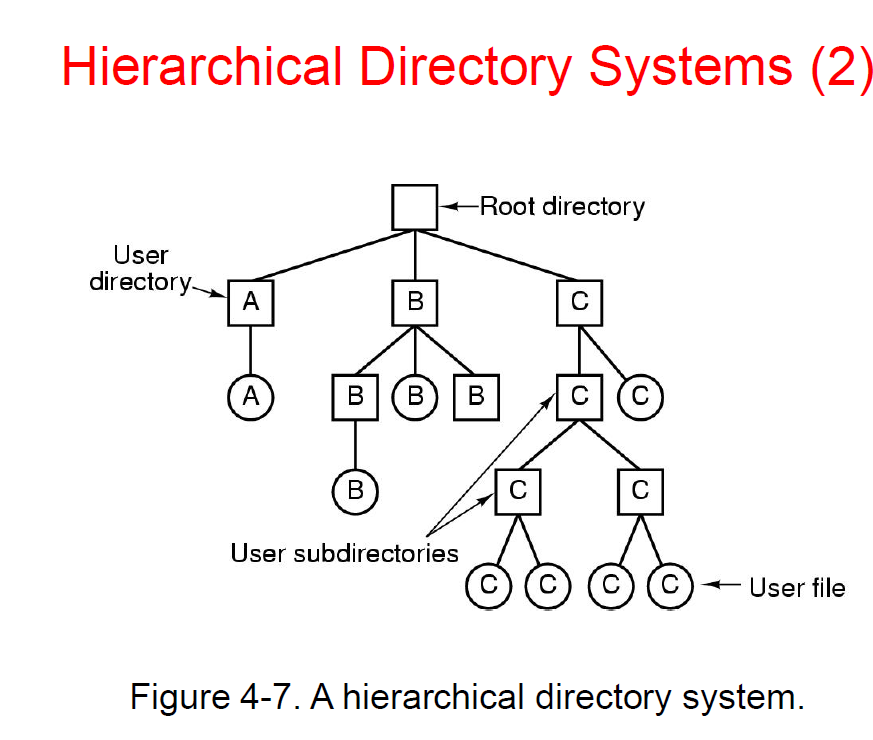 Hierarchical Directory Systems (2)
Root directory
User
directory
A
B
C
A
B
B
B
C
C
B
C
C
User subdirectories
C
C
C
C
User file
Figure 4-7. A hierarchical directory system.